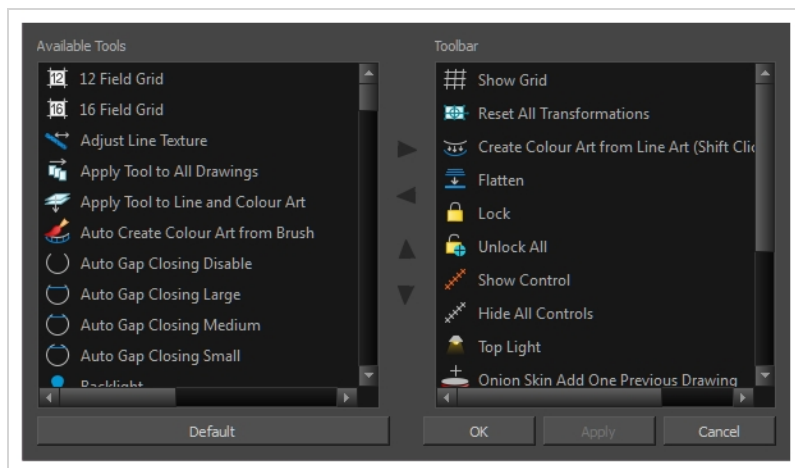 Available Tools
12 Field Grid
16 Field Grid
Adjust Line Texture
Apply Tool to All Drawings
Apply Tool to Line and Colour Art
Auto Create Colour Art from Brush
Auto Gap Closing Disable
Auto Gap Closing Large
Auto Gap Closing Medium
Auto Gap Closing Small
Backlight
Default
Toolbar
Show Grid
Reset All Transformations
Create Colour Art from Line Art (Shift Clic
Flatten
Lock
Unlock All
Show Control
Hide All Controls
Top Light
Onion Skin Add One Previous Drawing
OK
Apply
Cancel